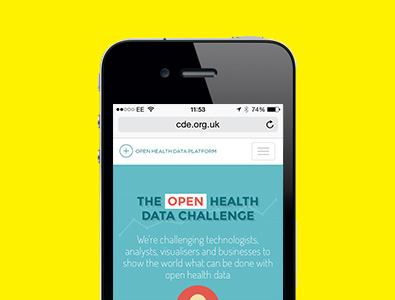 EE 11:53 74%
cde.org.uk
OPEN HEALTH DATA PLATFORM
THE OPEN HEALTH
DATA CHALLENGE
We're challenging technologists,
analysts, visualisers and businesses to
show the world what can be done with
open health data